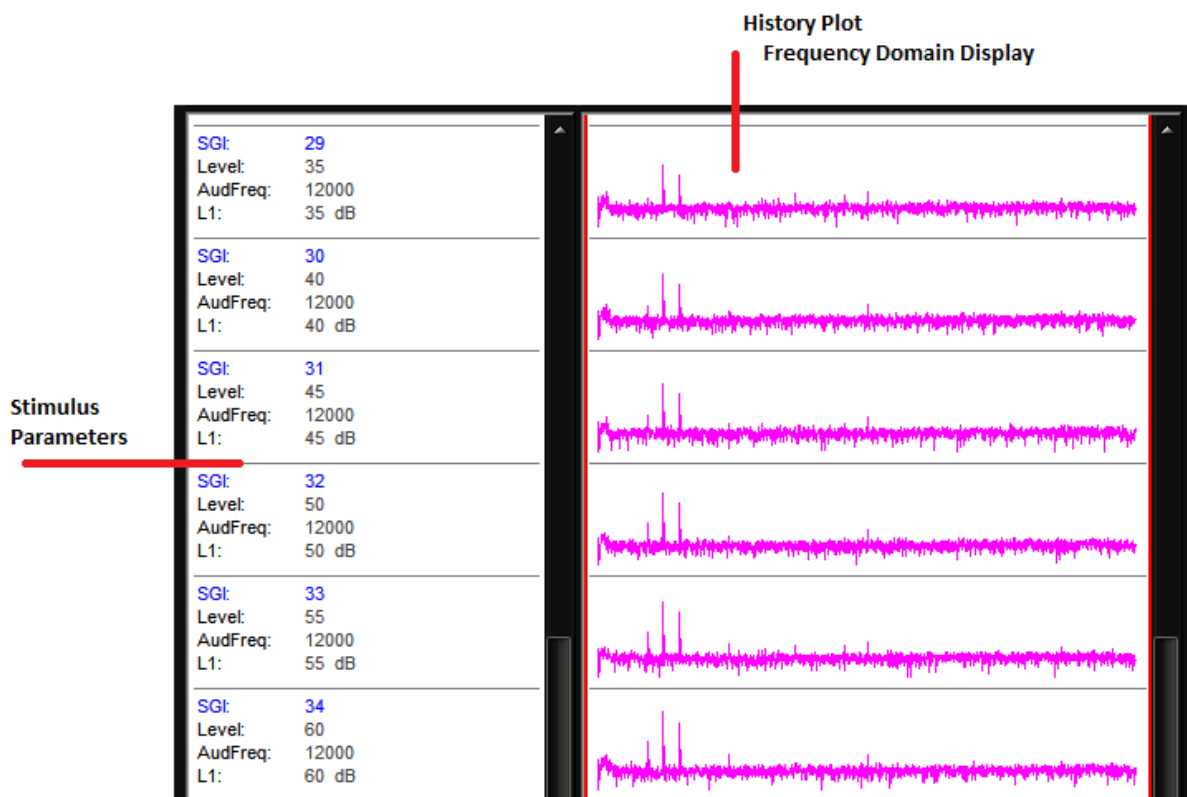 History Plot
Frequency Domain Display
SGI: 29
Level: 35
AudFreq: 12000
L1: 35 dB
SGI: 30
Level: 40
AudFreq: 12000
L1: 40 dB
SGI: 31
Level: 45
AudFreq: 12000
L1: 45 dB
Stimulus
Parameters
SGI: 32
Level: 50
AudFreq: 12000
L1: 50 dB
SGI: 33
Level: 55
AudFreq: 12000
L1: 55 dB
SGI: 34
Level: 60
AudFreq: 12000
L1: 60 dB